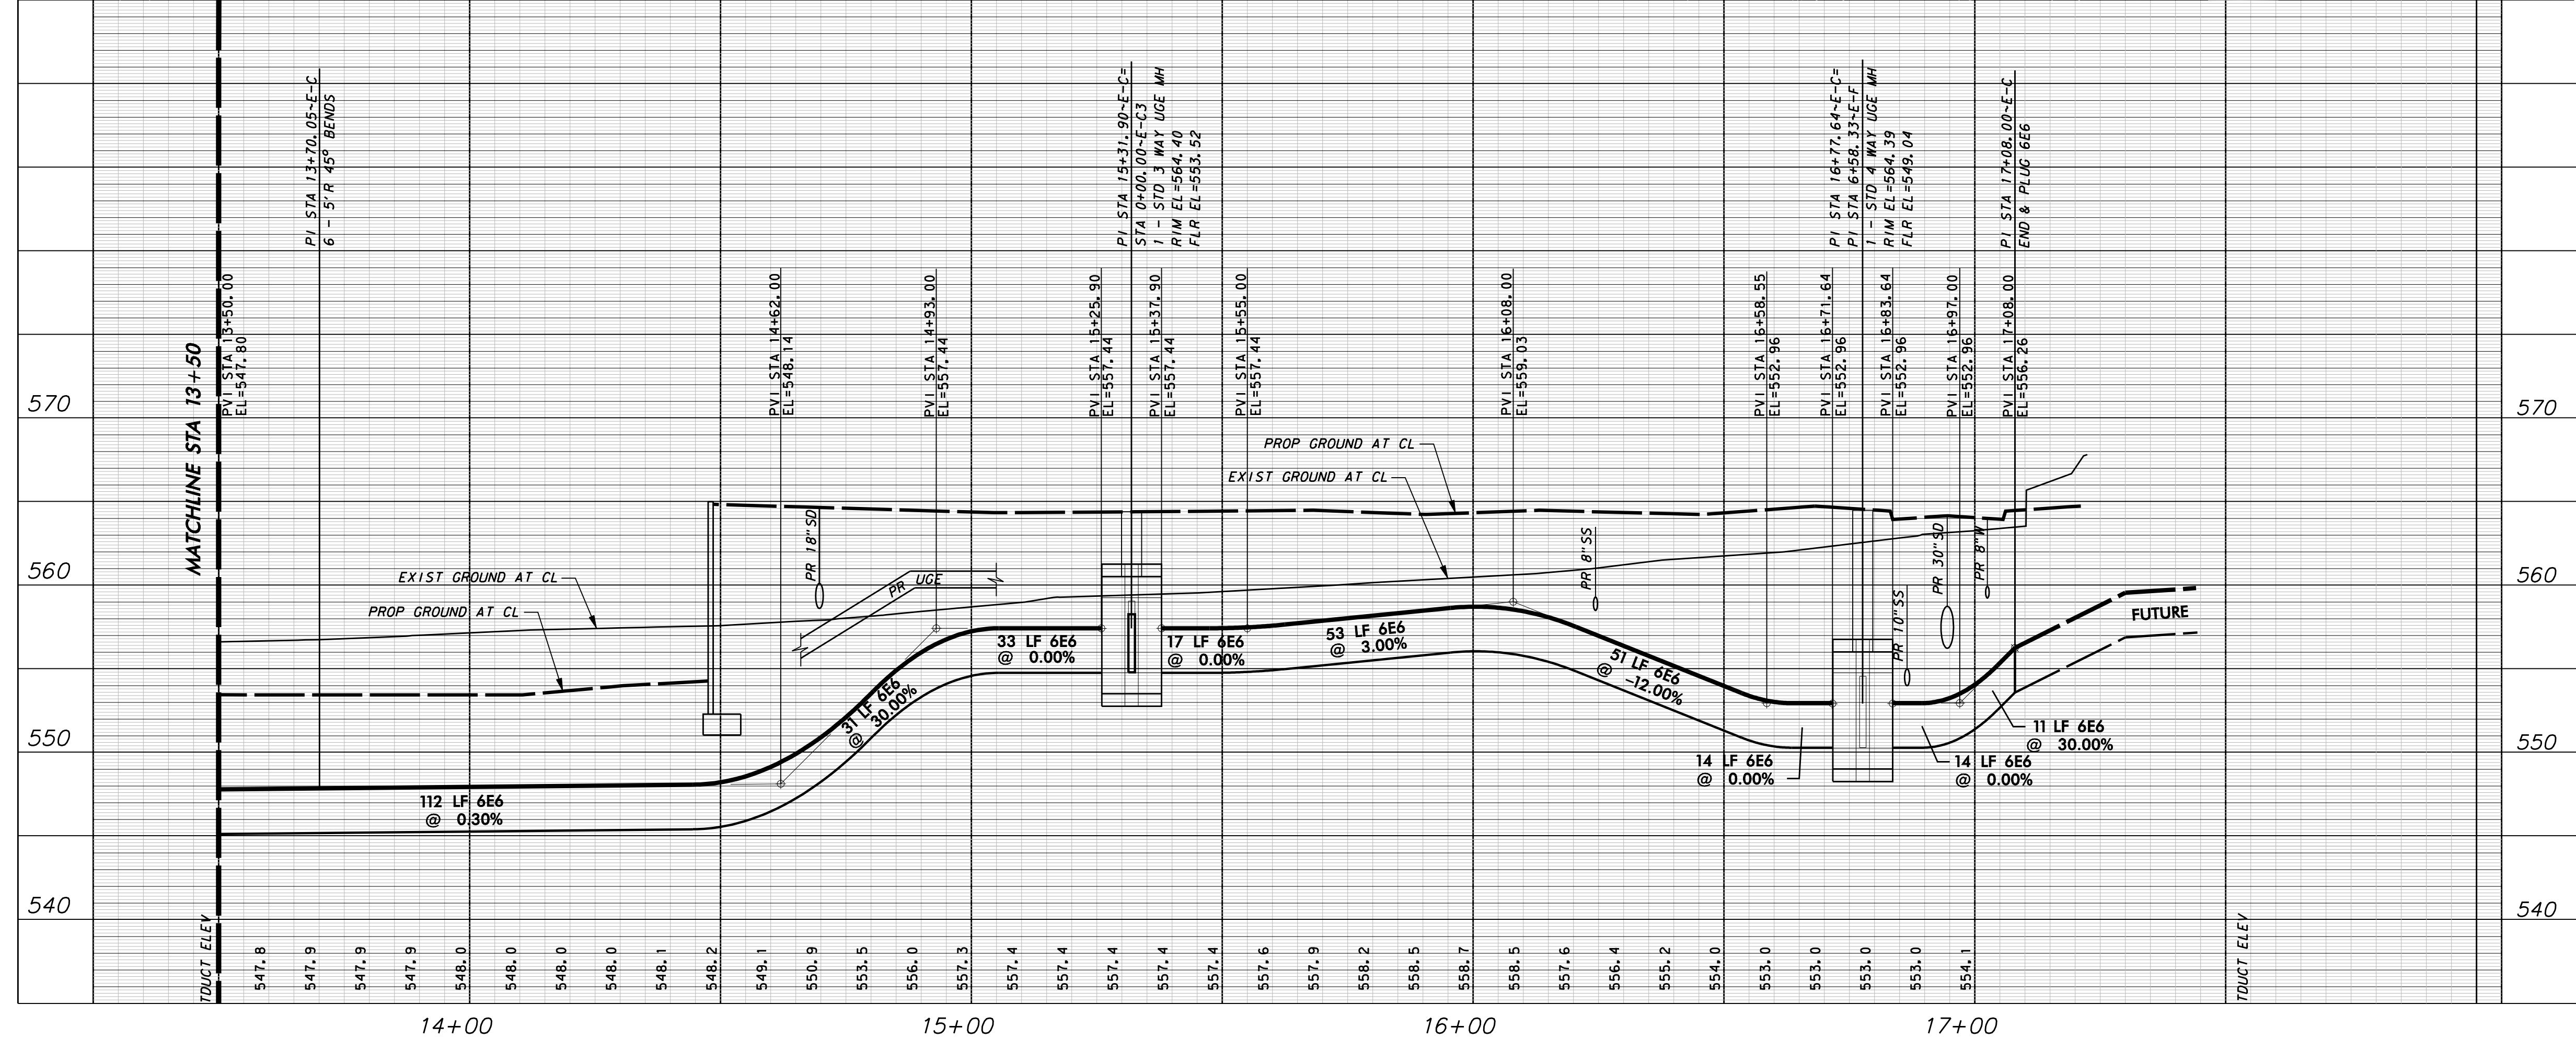 PI STA 13+70.05~E-C
6 - 5' R 45° BENDS
PI STA 15+31.90~E-C=
STA 0+00.00~E-C3
1 - STD 3 WAY UGE MH
RIM EL=564.40
FLR EL=553.52
PI STA 16+77.64~E-C=
PI STA 6+58.33~E-F
1 - STD 4 WAY UGE MH
RIM EL=564.39
FLR EL=549.04
PI STA 17+08.00~E-C
END & PLUG 6E6
MATCHLINE STA 13+50
PVI STA 13+50.00
EL=547.80
PVI STA 14+62.00
EL=548.14
PVI STA 14+93.00
EL=557.44
PVI STA 15+25.90
EL=557.44
PVI STA 15+37.90
EL=557.44
PVI STA 15+55.00
EL=557.44
PVI STA 16+08.00
EL=559.03
PVI STA 16+58.55
EL=552.96
PVI STA 16+71.64
EL=552.96
PVI STA 16+83.64
EL=552.96
PVI STA 16+97.00
EL=552.96
PVI STA 17+08.00
EL=556.26
570
570
PROP GROUND AT CL
EXIST GROUND AT CL
560
560
EXIST GROUND AT CL
PROP GROUND AT CL
PR 18"SD
PR UGE
PR 8"SS
PR 10"SS
PR 30"SD
PR 8"W
FUTURE
33 LF 6E6
@ 0.00%
17 LF 6E6
@ 0.00%
53 LF 6E6
@ 3.00%
51 LF 6E6
@ -12.00%
31 LF 6E6
@ 30.00%
11 LF 6E6
@ 30.00%
550
550
14 LF 6E6
@ 0.00%
14 LF 6E6
@ 0.00%
112 LF 6E6
@ 0.30%
540
540
TDUCT ELEV
547.8
547.9
547.9
547.9
548.0
548.0
548.0
548.0
548.1
548.2
549.1
550.9
553.5
556.0
557.3
557.4
557.4
557.4
557.4
557.4
557.6
557.9
558.2
558.5
558.7
558.5
557.6
556.4
555.2
554.0
553.0
553.0
553.0
553.0
554.1
TDUCT ELEV
14+00
15+00
16+00
17+00